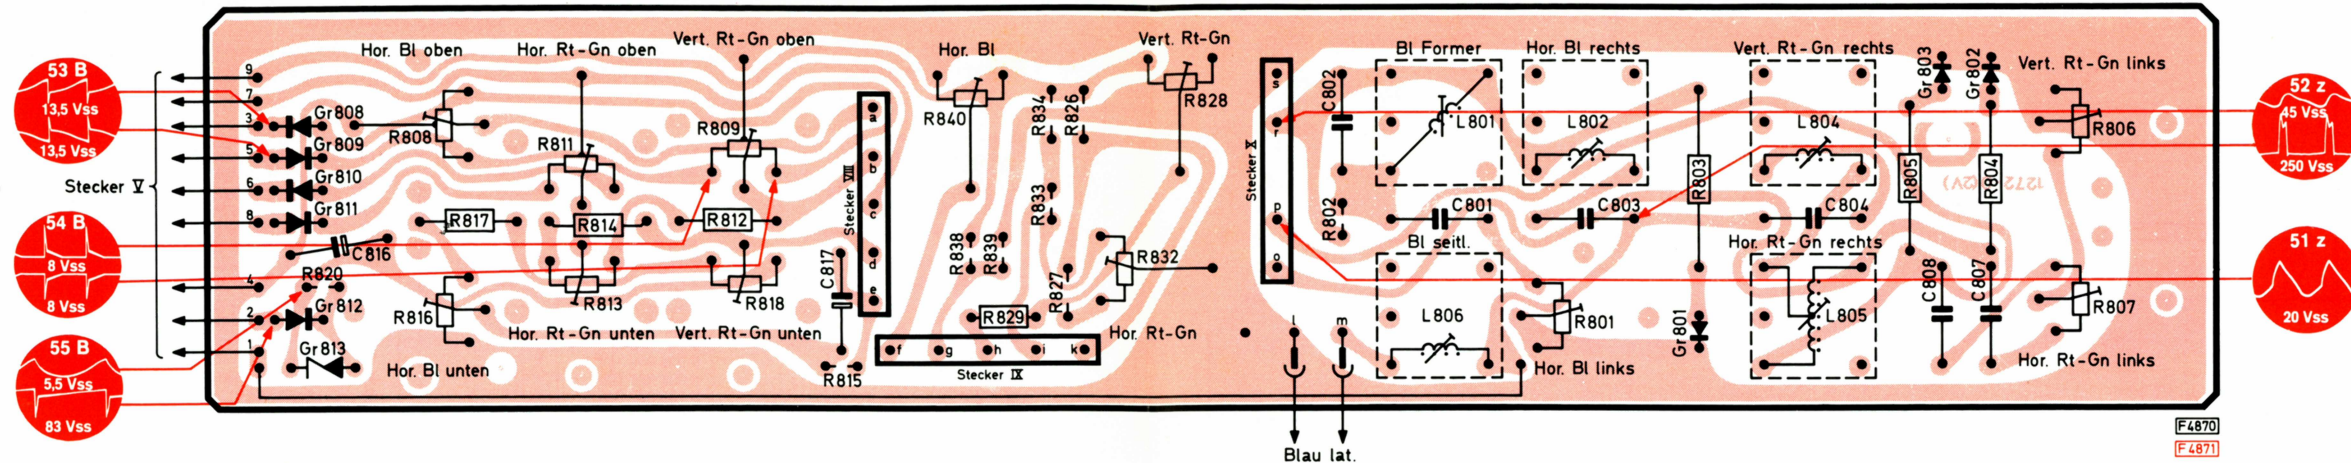 53 B
13,5 Vss
13,5 Vss
54 B
8 Vss
8 Vss
55 B
5,5 Vss
83 Vss
Stecker V
9
7
3
5
6
8
4
2
1
Hor. Bl oben
Hor. Rt-Gn oben
Vert. Rt-Gn oben
Gr808
Gr809
Gr810
Gr811
R808
R811
R809
R817
R814
R812
C816
R820
Gr812
Gr813
R816
R813
R818
Hor. Bl unten
Hor. Rt-Gn unten
Vert. Rt-Gn unten
C817
R815
Stecker VIII
a
b
c
d
e
Hor. Bl
Vert. Rt-Gn
R840
R834
R826
R828
R833
R838
R839
R827
R832
R829
Hor. Rt-Gn
f
g
h
i
k
Stecker IX
Stecker X
s
r
p
o
C802
R802
l
m
Blau lat.
Bl Former
L801
C801
Bl seitl.
L806
Hor. Bl rechts
L802
C803
R801
Hor. Bl links
R803
Gr801
Vert. Rt-Gn rechts
L804
C804
Hor. Rt-Gn rechts
L805
Gr803
Gr802
R805
R804
C808
C807
Vert. Rt-Gn links
R806
R807
Hor. Rt-Gn links
52 z
45 Vss
250 Vss
51 z
20 Vss
F4870
F4871